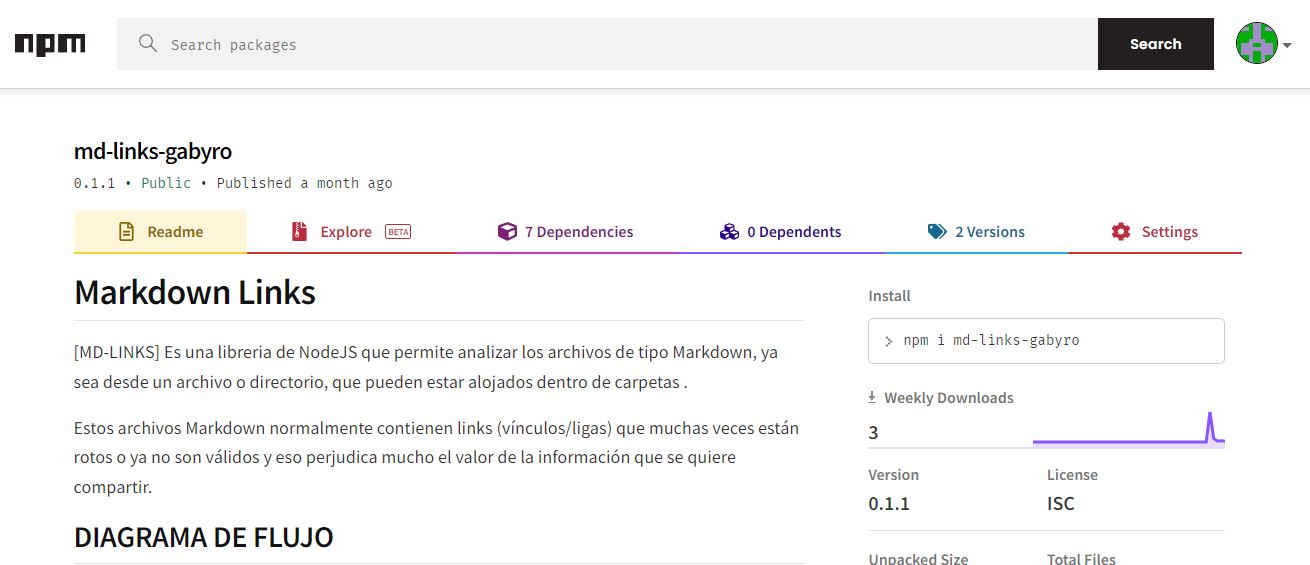 npm
Search packages
Search
md-links-gabyro
0.1.1 • Public • Published a month ago
Readme
Explore BETA
7 Dependencies
0 Dependents
2 Versions
Settings
Markdown Links
[MD-LINKS] Es una libreria de NodeJS que permite analizar los archivos de tipo Markdown, ya
sea desde un archivo o directorio, que pueden estar alojados dentro de carpetas .
Estos archivos Markdown normalmente contienen links (vínculos/ligas) que muchas veces están
rotos o ya no son válidos y eso perjudica mucho el valor de la información que se quiere
compartir.
DIAGRAMA DE FLUJO
Install
> npm i md-links-gabyro
Weekly Downloads
3
Version
License
0.1.1
ISC
Unpacked Size
Total Files